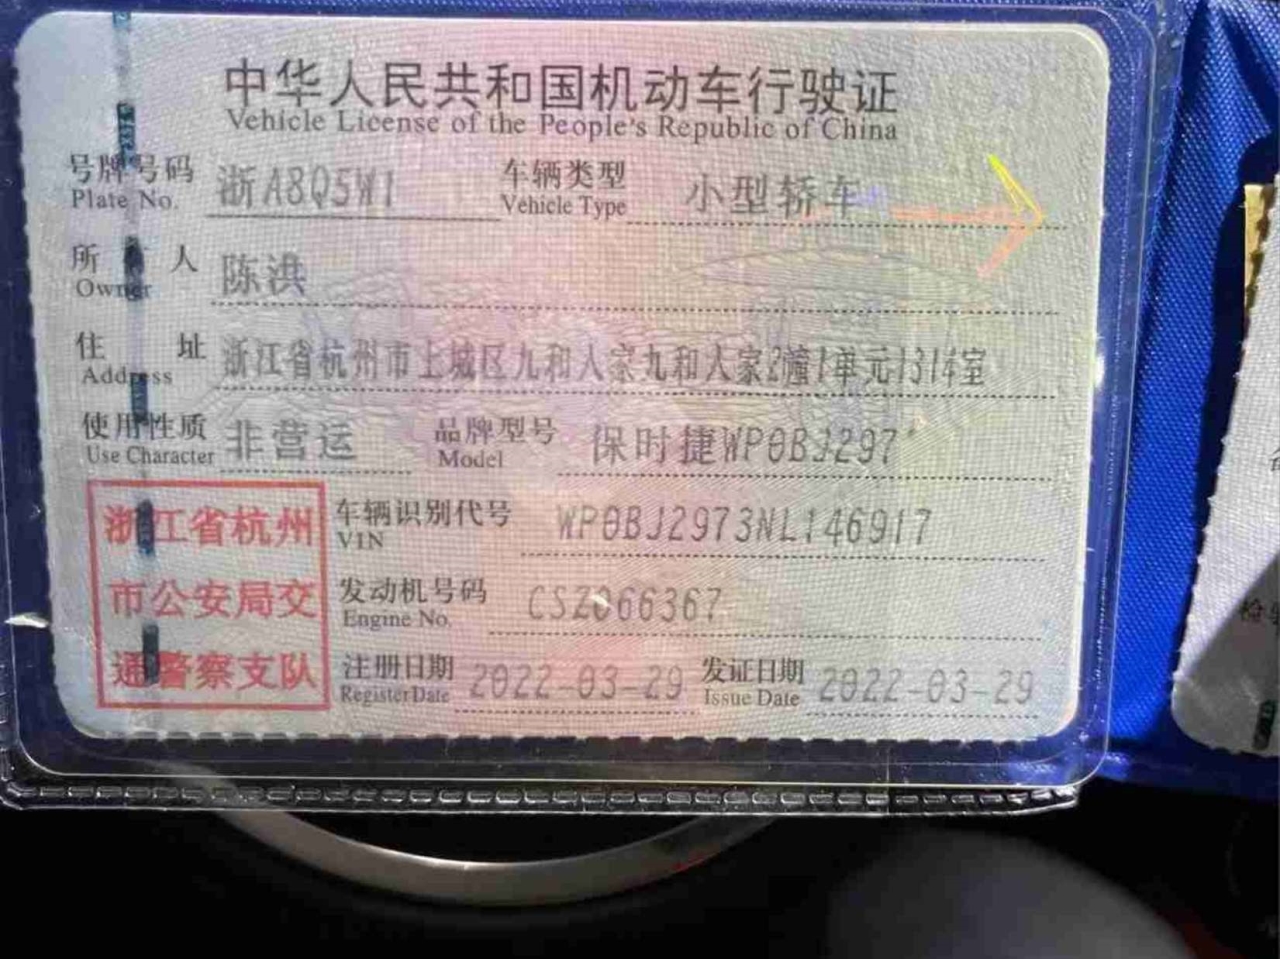 中华人民共和国机动车行驶证
Vehicle License of the People's Republic of China
号牌号码 浙A8Q5W1 车辆类型 小型轿车
Plate No. Vehicle Type
所 人 陈洪
Owner
住 址 浙江省杭州市上城区九和人家九和人家2幢1单元1314室
Address
使用性质 非营运 品牌型号 保时捷WP0BJ297
Use Character Model
浙江省杭州 车辆识别代号 WP0BJ2973NL146917
VIN
市公安局交 发动机号码 CSZ066367
Engine No.
通警察支队 注册日期 2022-03-29 发证日期 2022-03-29
Register Date Issue Date